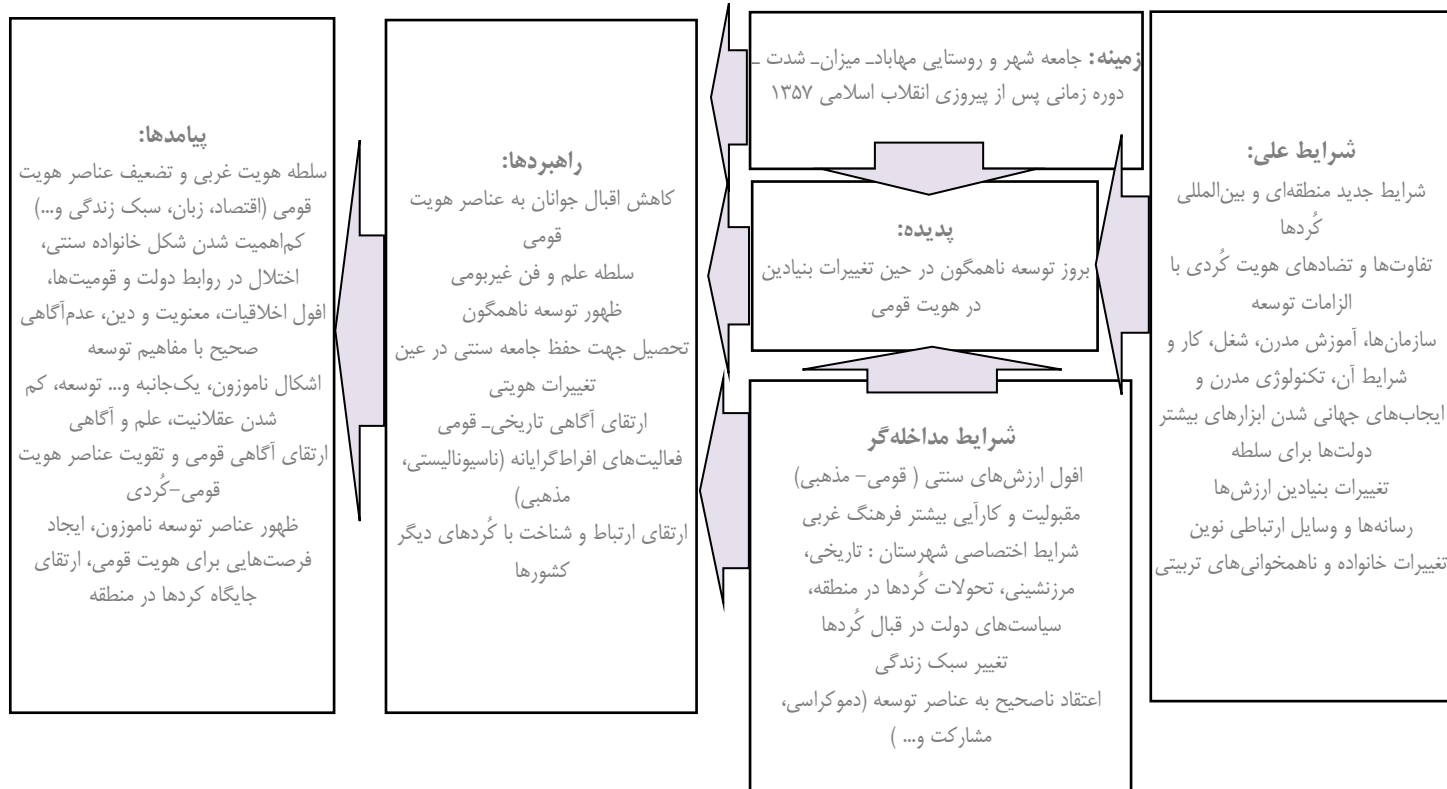 شرایط علی:
شرایط جدید منطقه‌ای و بین‌المللی
کُردها
تفاوت‌ها و تضادهای هویت کُردی با
الزامات توسعه
سازمان‌ها، آموزش مدرن، شغل، کار و
شرایط آن، تکنولوژی مدرن و
ایجاب‌های جهانی شدن ابزارهای بیشتر
دولت‌ها برای سلطه
تغییرات بنیادین ارزش‌ها
رسانه‌ها و وسایل ارتباطی نوین
تغییرات خانواده و ناهمخوانی‌های تربیتی
زمینه: جامعه شهر و روستایی مهاباد_ میزان_ شدت _
دوره زمانی پس از پیروزی انقلاب اسلامی ۱۳۵۷
پدیده:
بروز توسعه ناهمگون در حین تغییرات بنیادین
در هویت قومی
شرایط مداخله‌گر
افول ارزش‌های سنتی ( قومی- مذهبی)
مقبولیت و کارآیی بیشتر فرهنگ غربی
شرایط اختصاصی شهرستان : تاریخی،
مرزنشینی، تحولات کُردها در منطقه،
سیاست‌های دولت در قبال کُردها
تغییر سبک زندگی
اعتقاد ناصحیح به عناصر توسعه (دموکراسی،
مشارکت و... )
راهبردها:
کاهش اقبال جوانان به عناصر هویت
قومی
سلطه علم و فن غیربومی
ظهور توسعه ناهمگون
تحصیل جهت حفظ جامعه سنتی در عین
تغییرات هویتی
ارتقای آگاهی تاریخی_ قومی
فعالیت‌های افراط‌گرایانه (ناسیونالیستی،
مذهبی)
ارتقای ارتباط و شناخت با کُردهای دیگر
کشورها
پیامدها:
سلطه هویت غربی و تضعیف عناصر هویت
قومی (اقتصاد، زبان، سبک زندگی و...)
کم‌اهمیت شدن شکل خانواده سنتی،
اختلال در روابط دولت و قومیت‌ها،
افول اخلاقیات، معنویت و دین، عدم‌آگاهی
صحیح با مفاهیم توسعه
اشکال ناموزون، یک‌جانبه و... توسعه، کم
شدن عقلانیت، علم و آگاهی
ارتقای آگاهی قومی و تقویت عناصر هویت
قومی-کُردی
ظهور عناصر توسعه ناموزون، ایجاد
فرصت‌هایی برای هویت قومی، ارتقای
جایگاه کردها در منطقه